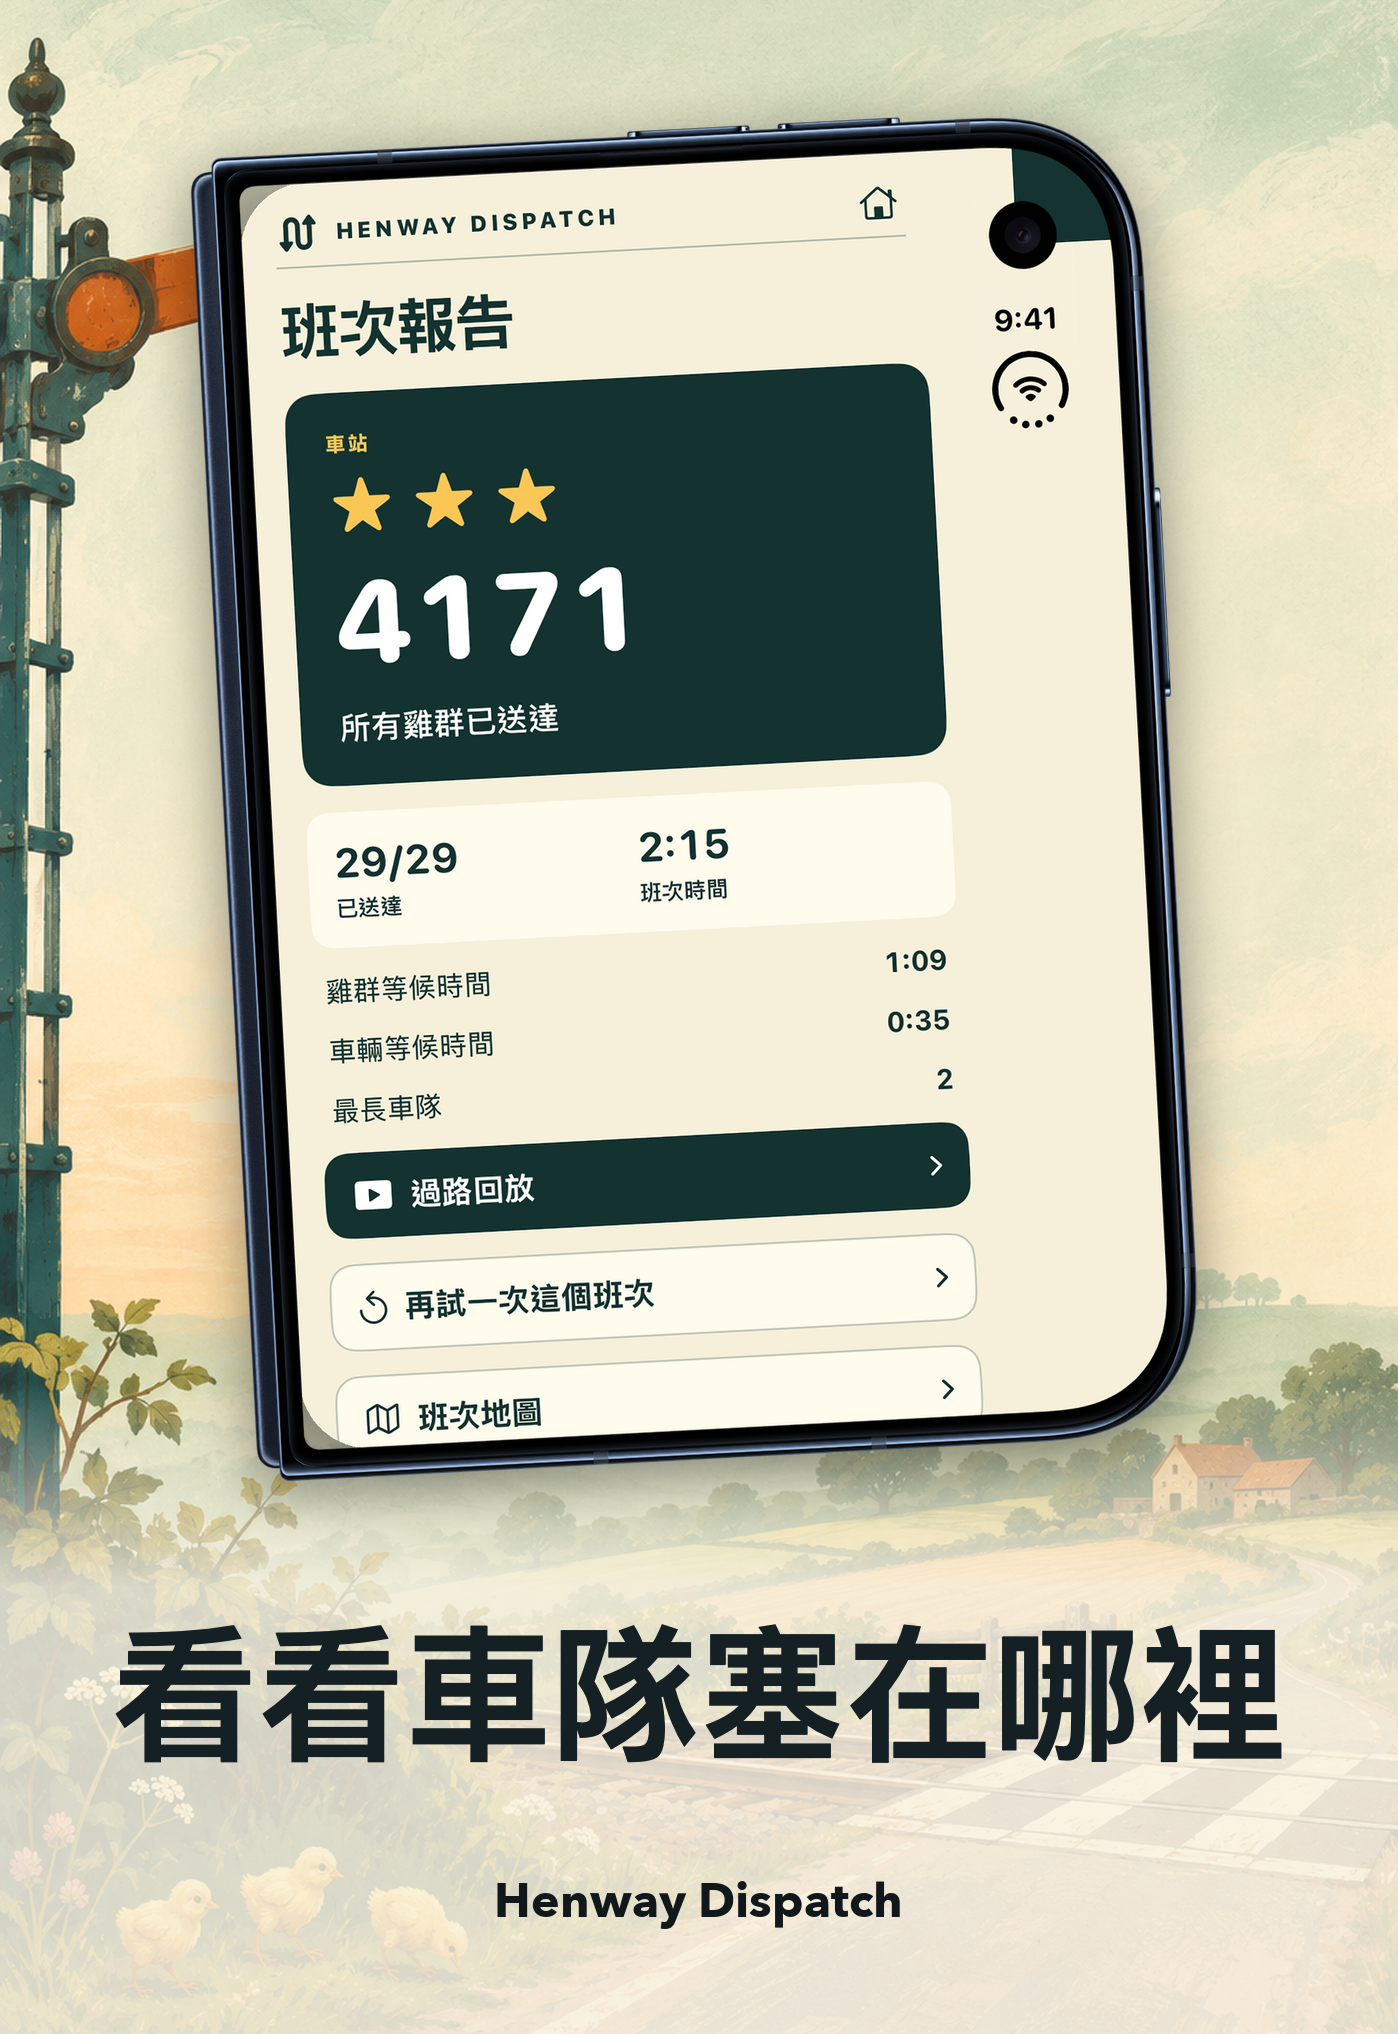 HENWAY DISPATCH
9:41
班次報告
車站
4171
所有雞群已送達
29/29
已送達
2:15
班次時間
雞群等候時間
1:09
車輛等候時間
0:35
最長車隊
2
過路回放
再試一次這個班次
班次地圖
看看車隊塞在哪裡
Henway Dispatch